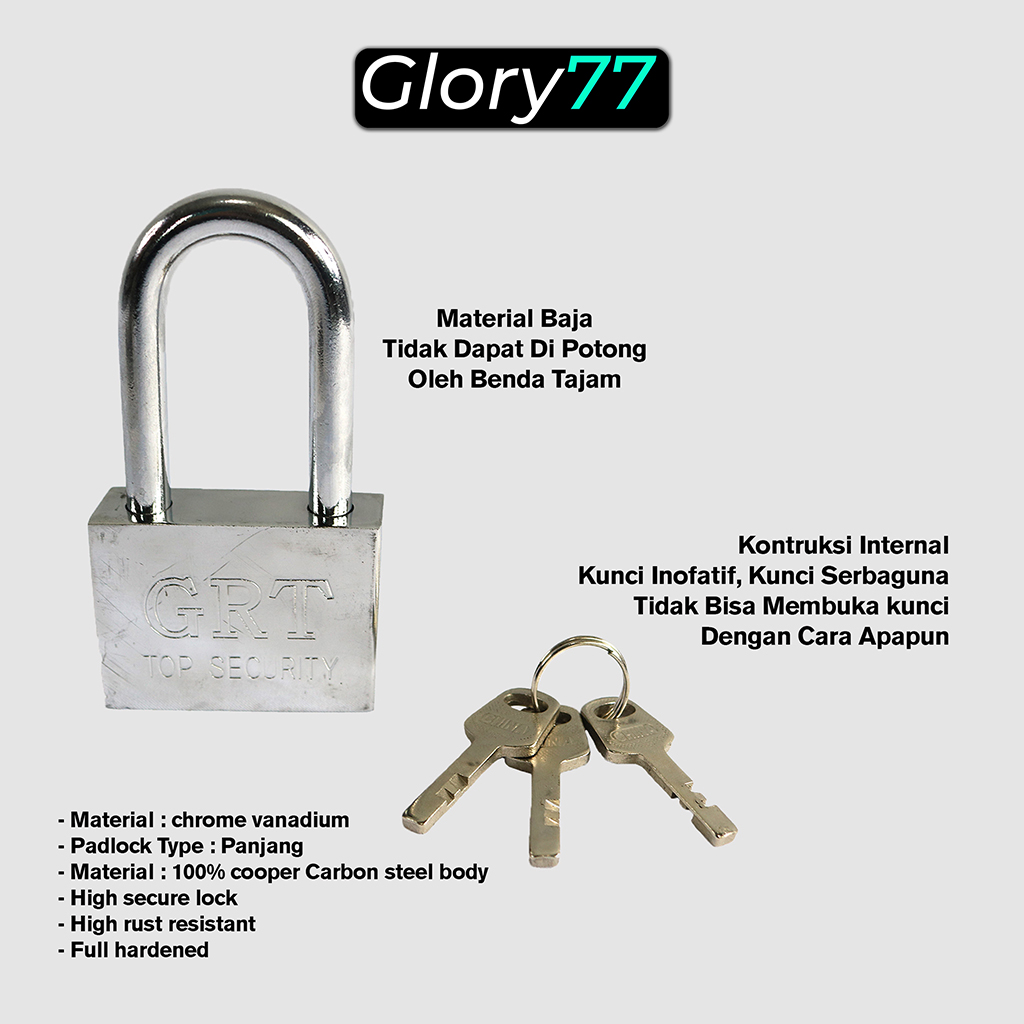 Glory77
Material Baja
Tidak Dapat Di Potong
Oleh Benda Tajam
GRT
TOP SECURITY.
Kontruksi Internal
Kunci Inofatif, Kunci Serbaguna
Tidak Bisa Membuka kunci
Dengan Cara Apapun
- Material : chrome vanadium
- Padlock Type : Panjang
- Material : 100% cooper Carbon steel body
- High secure lock
- High rust resistant
- Full hardened